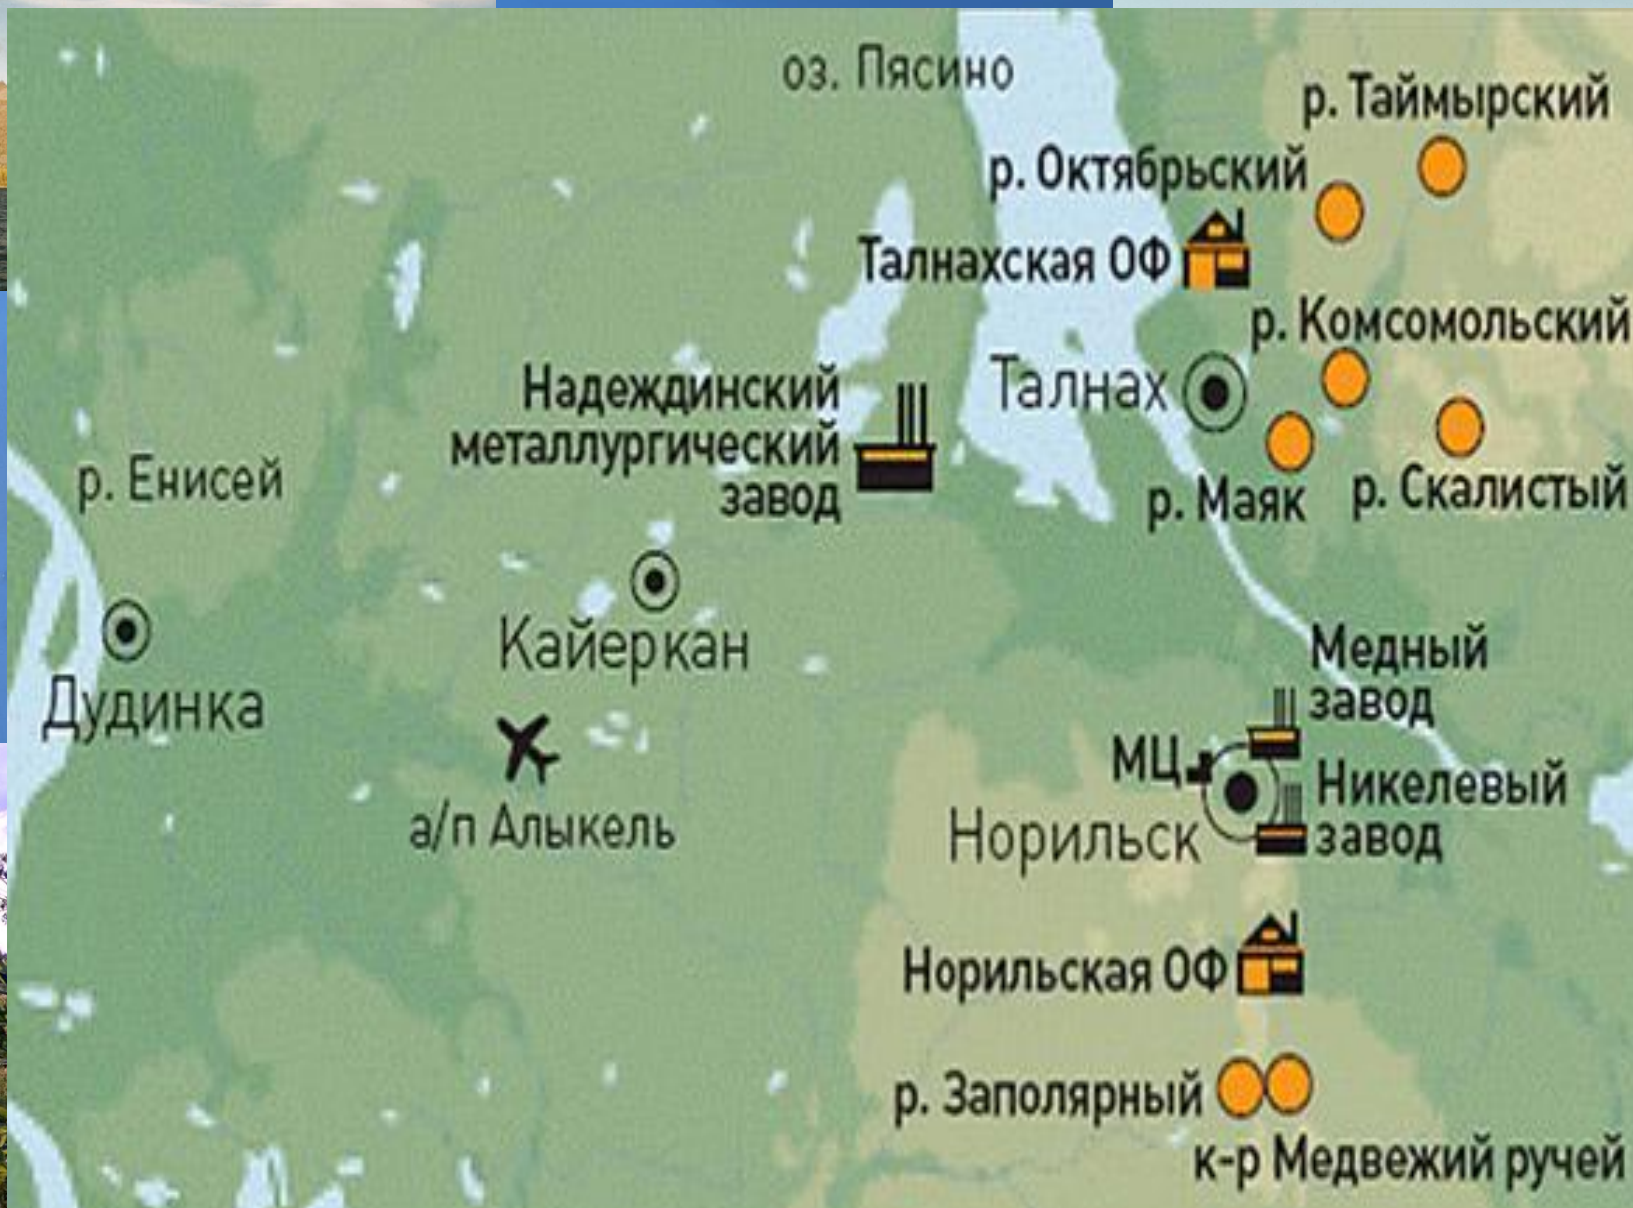 оз. Пясино
р. Таймырский
р. Октябрьский
Талнахская ОФ
р. Комсомольский
Надеждинский
металлургический
завод
Талнах
р. Енисей
р. Маяк
р. Скалистый
Кайеркан
Дудинка
Медный
завод
МЦ
Никелевый
завод
а/п Алыкель
Норильск
Норильская ОФ
р. Заполярный
к-р Медвежий ручей